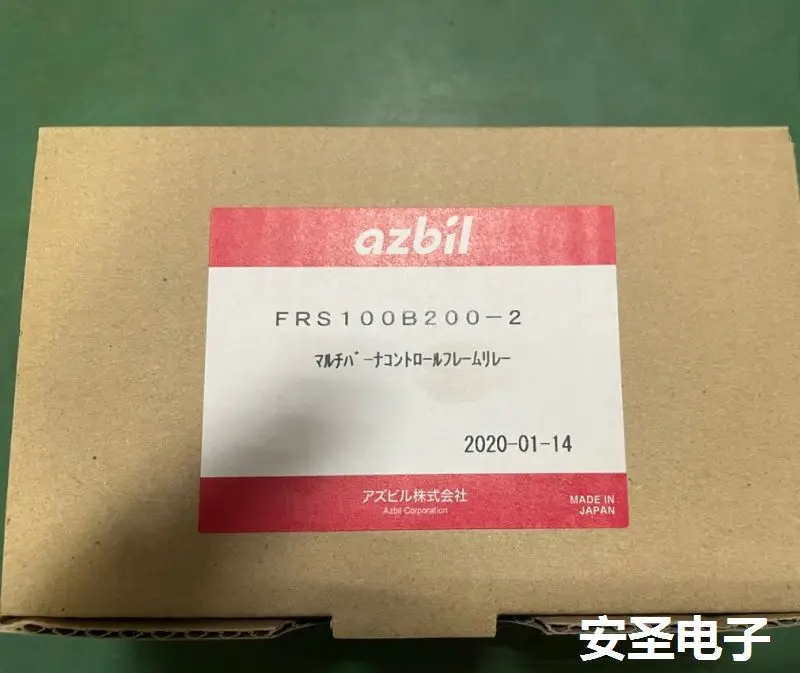 azbil
FRS100B200-2
ﾏﾙﾁﾊﾞｰﾅｺﾝﾄﾛｰﾙﾌﾚｰﾑﾘﾚｰ
2020-01-14
アズビル株式会社
Azbil Corporation
MADE IN
JAPAN
安圣电子